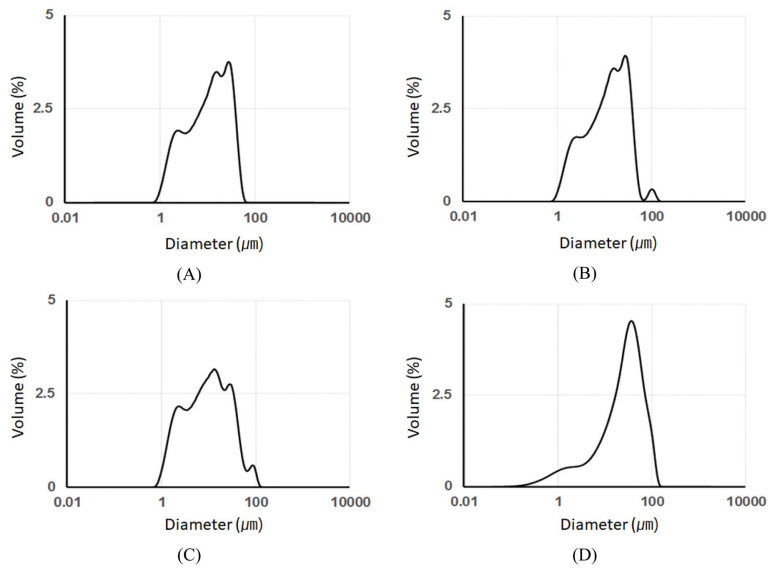 5
2.5
0
Volume (%)
0.01 1 100 10000
Diameter (㎛)
(A)
5
2.5
0
Volume (%)
0.01 1 100 10000
Diameter (㎛)
(B)
5
2.5
0
Volume (%)
0.01 1 100 10000
Diameter (㎛)
(C)
5
2.5
0
Volume (%)
0.01 1 100 10000
Diameter (㎛)
(D)